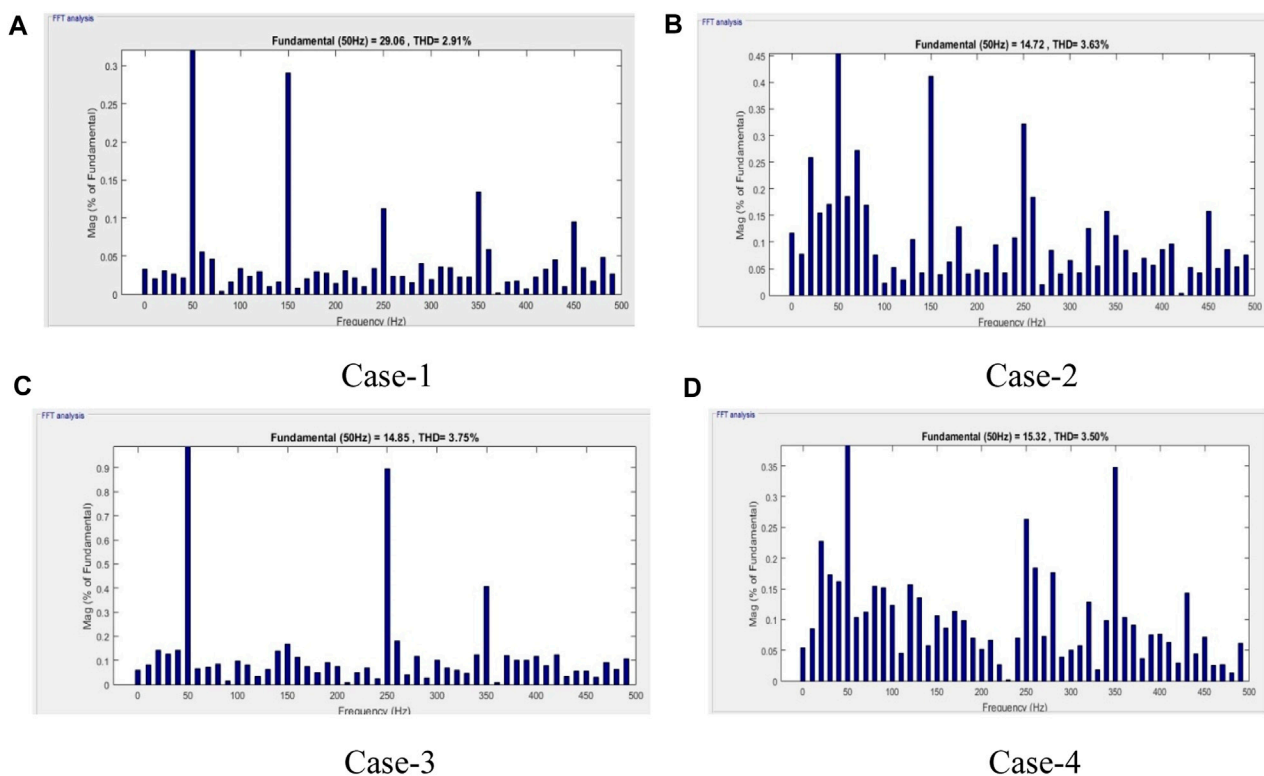 A
FFT analysis
Fundamental (50Hz) = 29.06 , THD= 2.91%
Mag (% of Fundamental)
0.3
0.25
0.2
0.15
0.1
0.05
0
0 50 100 150 200 250 300 350 400 450 500
Frequency (Hz)
Case-1
B
FFT analysis
Fundamental (50Hz) = 14.72 , THD= 3.63%
Mag (% of Fundamental)
0.45
0.4
0.35
0.3
0.25
0.2
0.15
0.1
0.05
0
0 50 100 150 200 250 300 350 400 450 500
Frequency (Hz)
Case-2
C
FFT analysis
Fundamental (50Hz) = 14.85 , THD= 3.75%
Mag (% of Fundamental)
0.9
0.8
0.7
0.6
0.5
0.4
0.3
0.2
0.1
0
0 50 100 150 200 250 300 350 400 450 500
Frequency (Hz)
Case-3
D
FFT analysis
Fundamental (50Hz) = 15.32 , THD= 3.50%
Mag (% of Fundamental)
0.35
0.3
0.25
0.2
0.15
0.1
0.05
0
0 50 100 150 200 250 300 350 400 450 500
Frequency (Hz)
Case-4